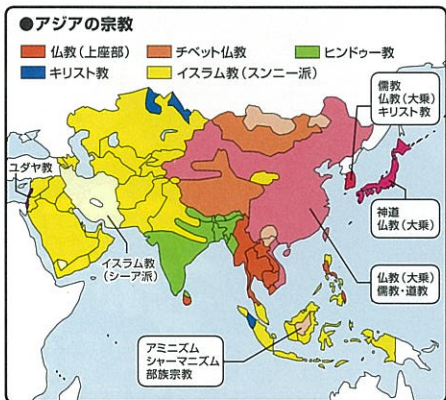 ●アジアの宗教
仏教(上座部)
チベット仏教
ヒンドゥー教
キリスト教
イスラム教(スンニー派)
儒教
仏教(大乗)
キリスト教
ユダヤ教
神道
仏教(大乗)
イスラム教
(シーア派)
仏教(大乗)
儒教・道教
アミニズム
シャーマニズム
部族宗教